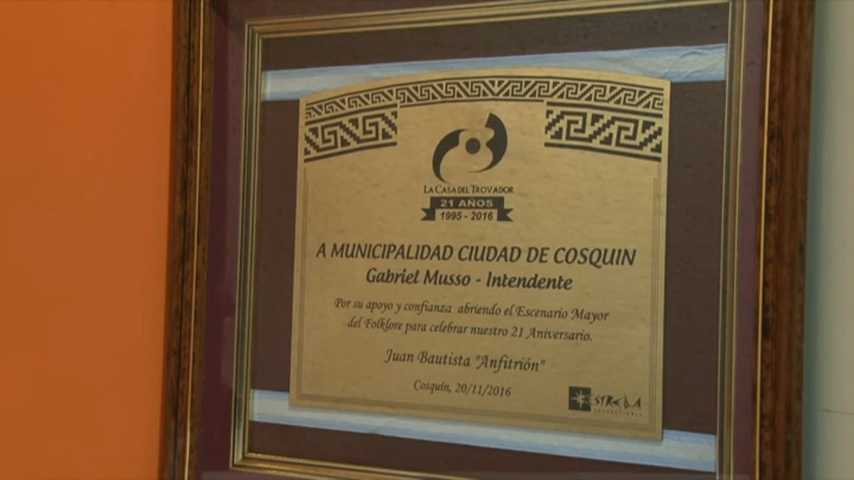 LA CASA DEL TROVADOR
21 AÑOS
1995 - 2016
A MUNICIPALIDAD CIUDAD DE COSQUIN
Gabriel Musso - Intendente
Por su apoyo y confianza abriendo el Escenario Mayor
del Folklore para celebrar nuestro 21 Aniversario.
Juan Bautista "Anfitrión"
Cosquín, 20/11/2016